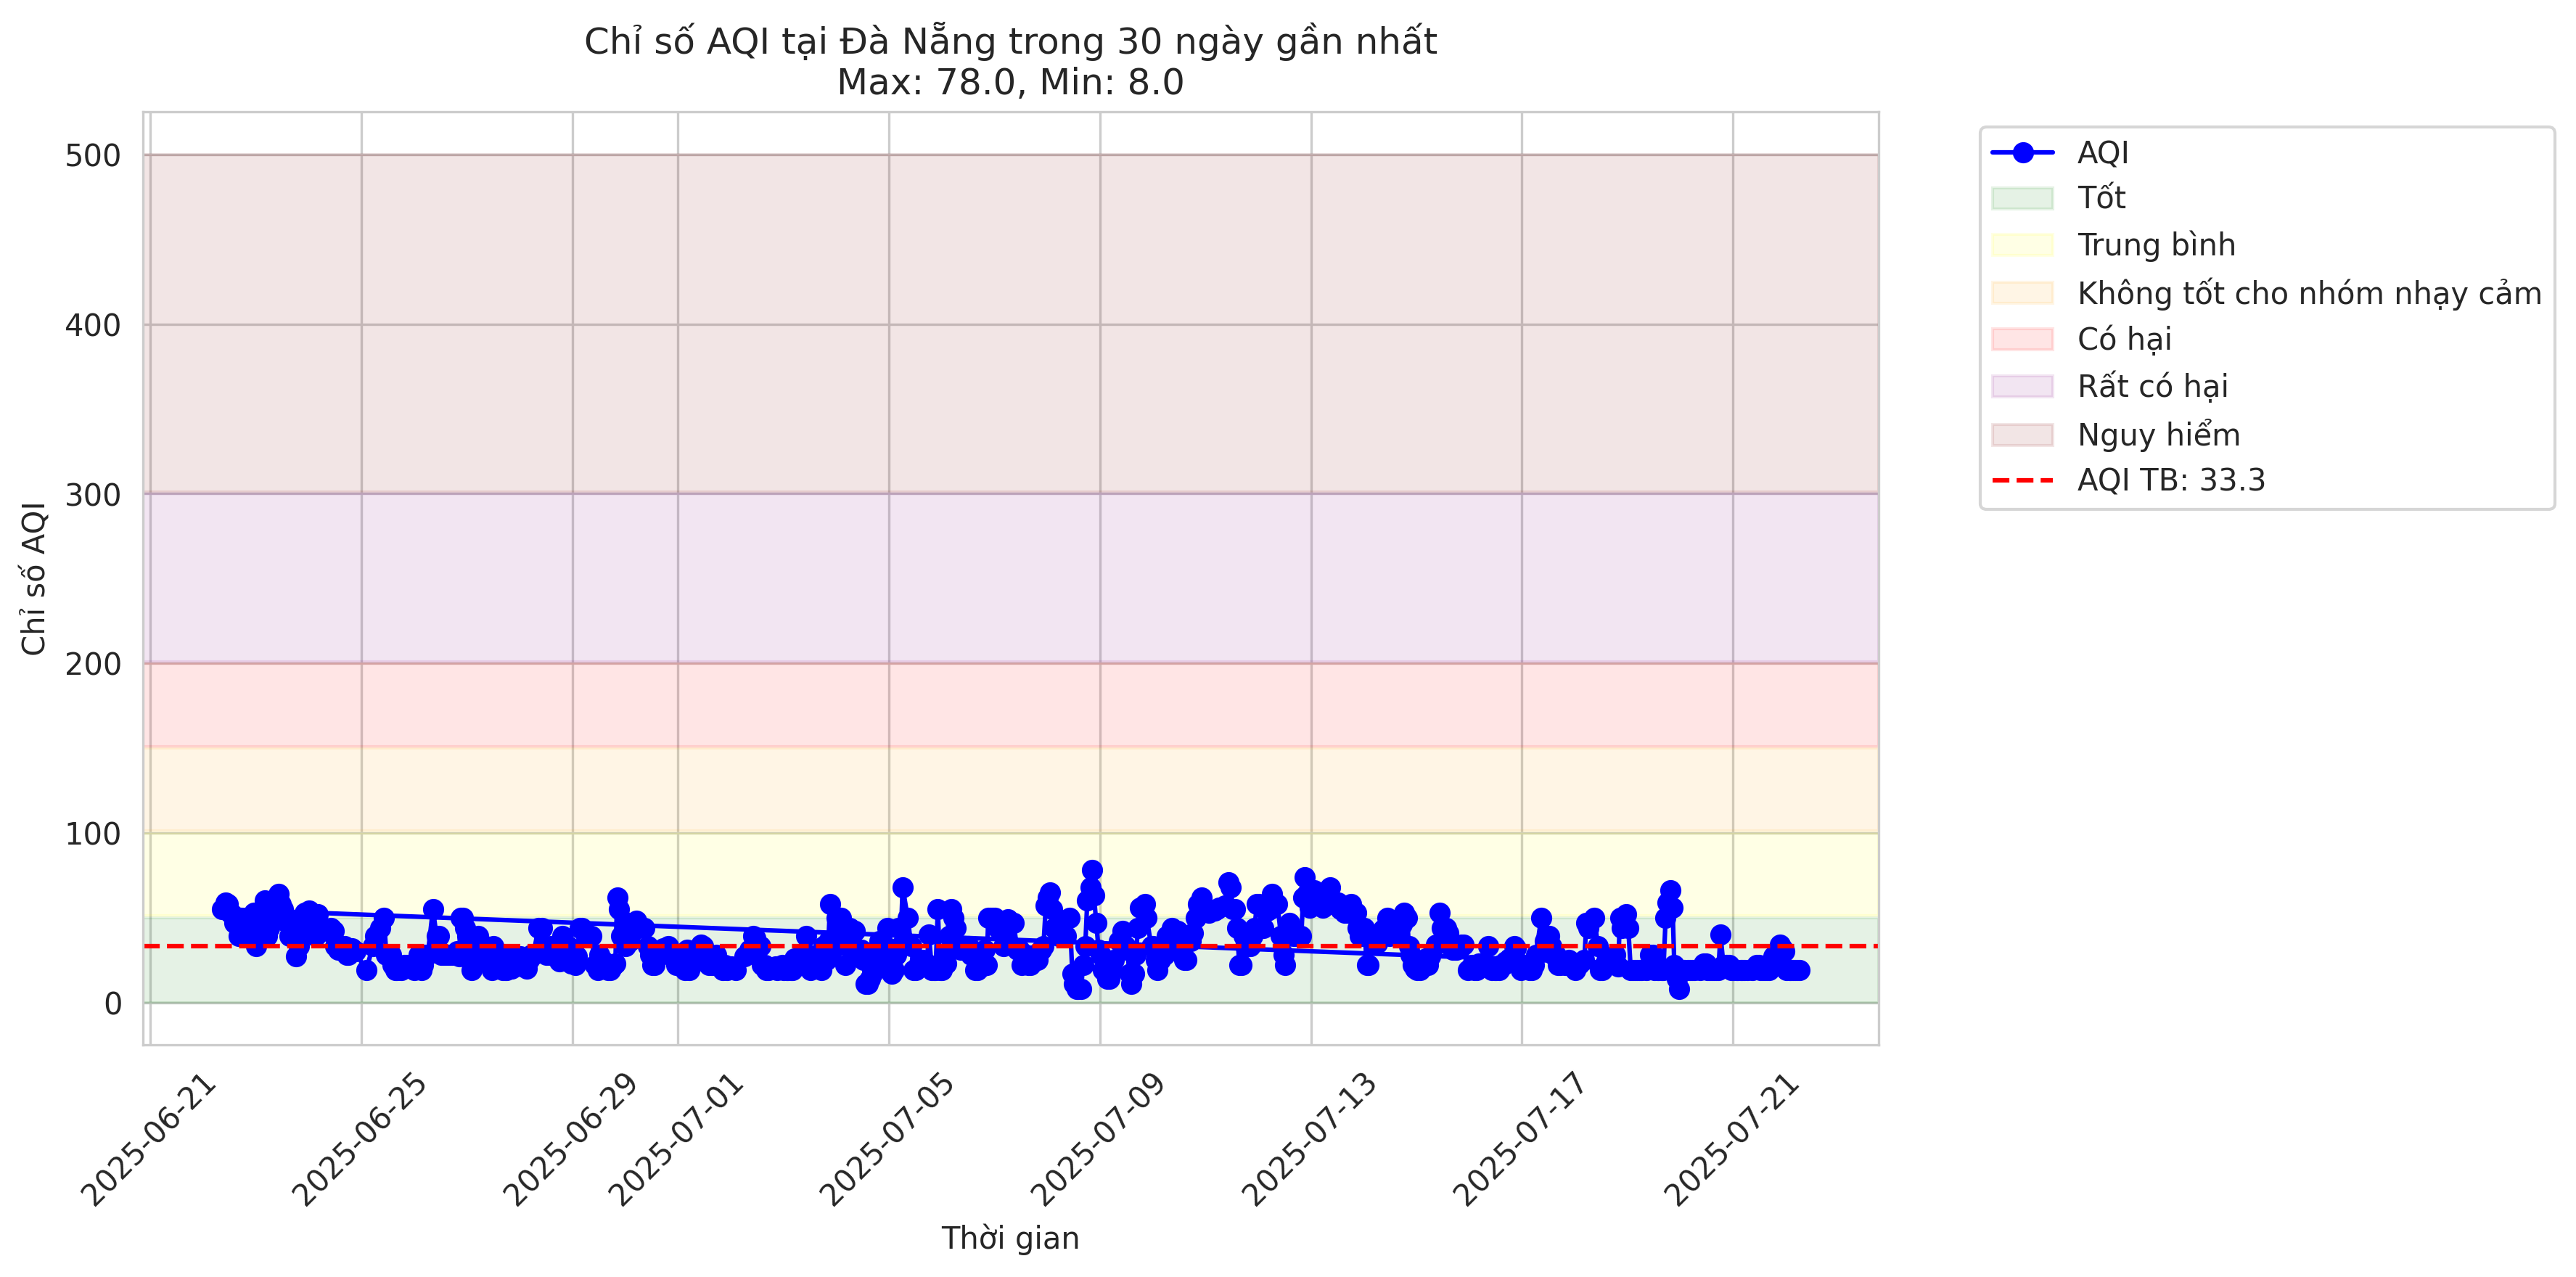 Chỉ số AQI tại Đà Nẵng trong 30 ngày gần nhất
Max: 78.0, Min: 8.0
Chỉ số AQI
500
400
300
200
100
0
2025-06-21
2025-06-25
2025-06-29
2025-07-01
2025-07-05
2025-07-09
2025-07-13
2025-07-17
2025-07-21
Thời gian
AQI
Tốt
Trung bình
Không tốt cho nhóm nhạy cảm
Có hại
Rất có hại
Nguy hiểm
AQI TB: 33.3